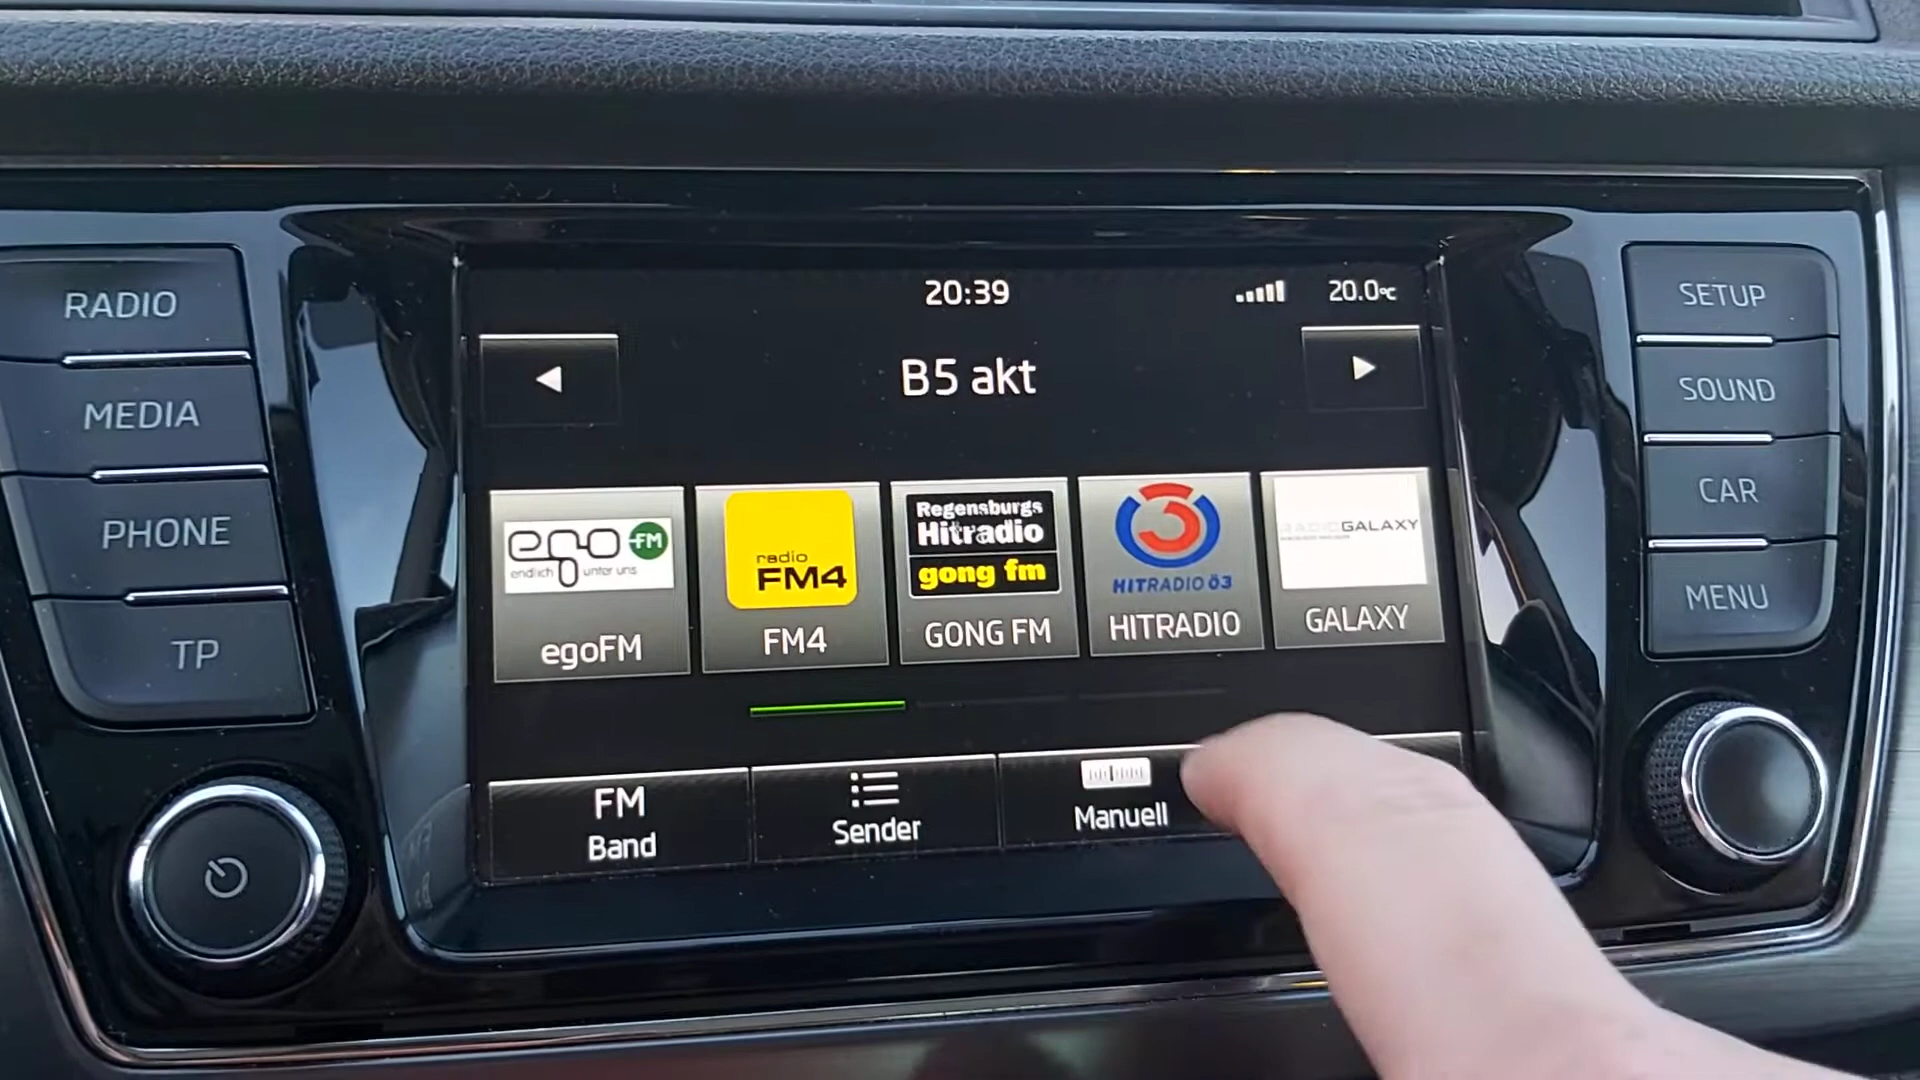 20:39
20.0°C
B5 akt
RADIO
MEDIA
PHONE
TP
SETUP
SOUND
CAR
MENU
ego FM
endlich unter uns
egoFM
radio
FM4
FM4
Regensburgs
Hitradio
gong fm
GONG FM
3
HITRADIO Ö3
HITRADIO
RADIO GALAXY
GALAXY
FM
Band
Sender
Manuell